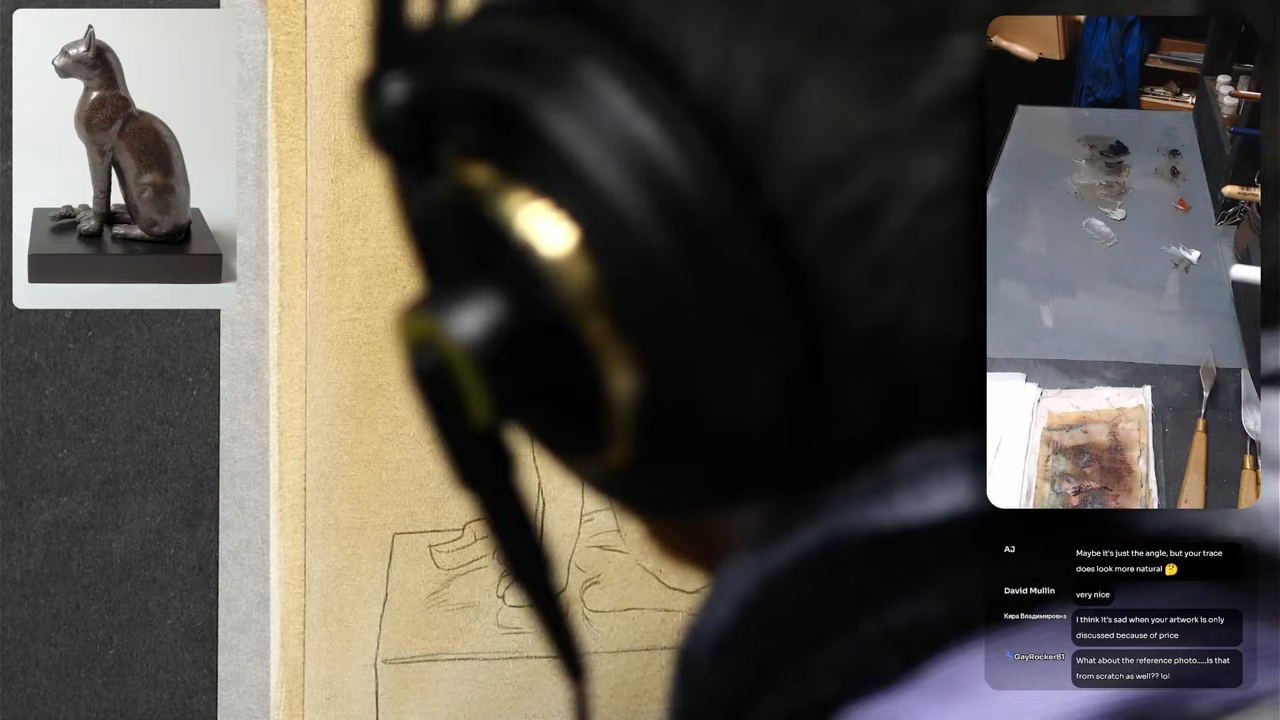 AJ
Maybe it's just the angle, but your trace
does look more natural 🤔
David Mullin
very nice
Кира Владимировна
I think it's sad when your artwork is only
discussed because of price
GayRocker81
What about the reference photo.....is that
from scratch as well?? lol